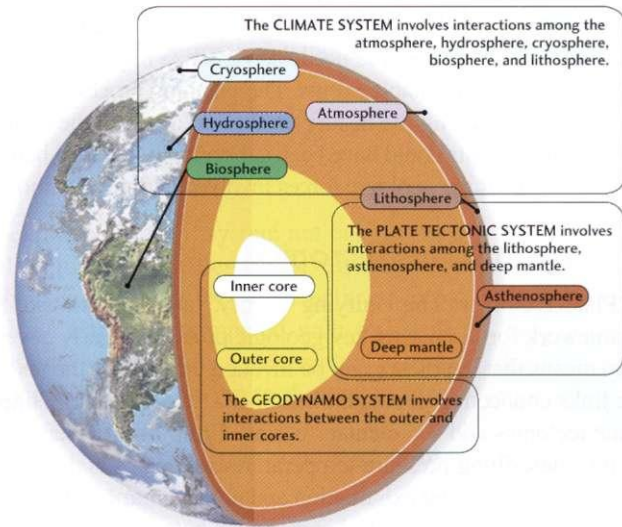 The CLIMATE SYSTEM involves interactions among the
atmosphere, hydrosphere, cryosphere,
biosphere, and lithosphere.
Cryosphere
Atmosphere
Hydrosphere
Biosphere
Lithosphere
The PLATE TECTONIC SYSTEM involves
interactions among the lithosphere,
asthenosphere, and deep mantle.
Inner core
Asthenosphere
Outer core
Deep mantle
The GEODYNAMO SYSTEM involves
interactions between the outer and
inner cores.